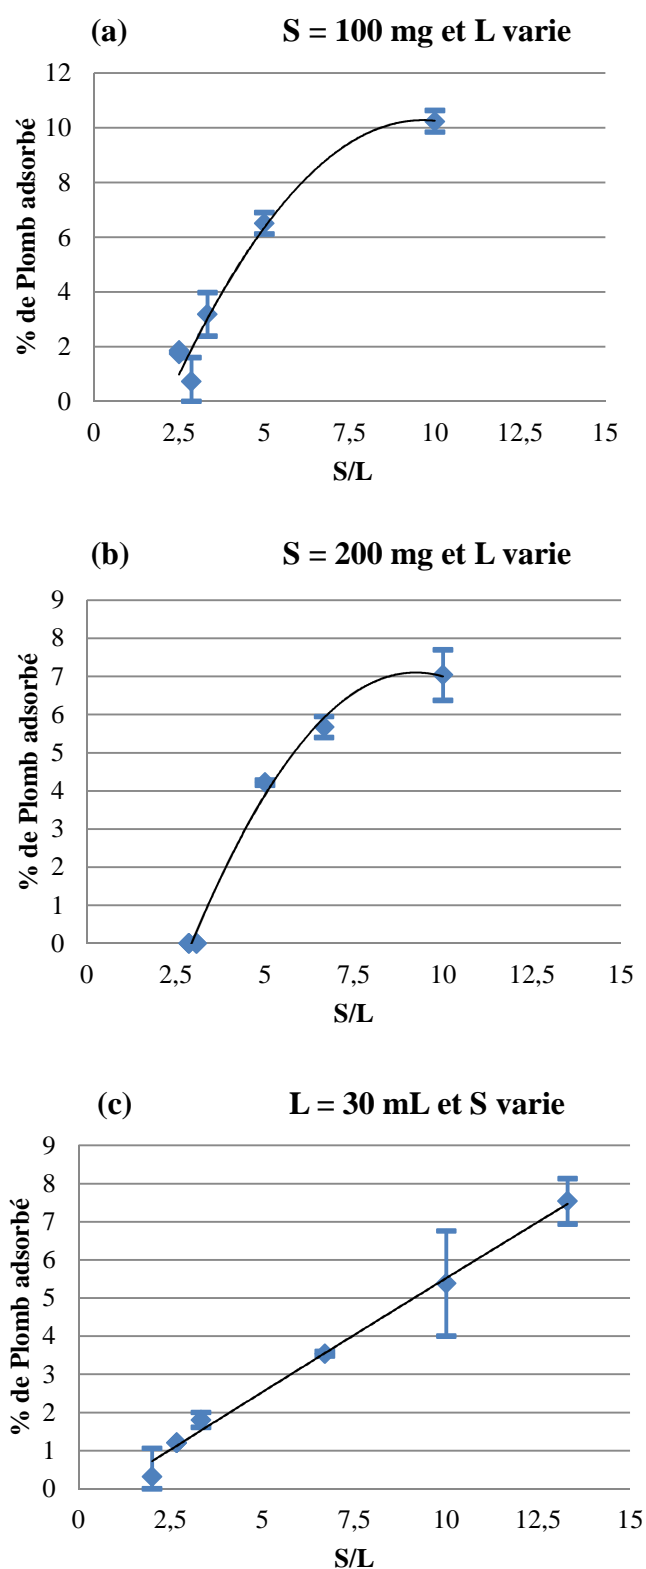 (a) S = 100 mg et L varie
% de Plomb adsorbé
12
10
8
6
4
2
0
0 2,5 5 7,5 10 12,5 15
S/L
(b) S = 200 mg et L varie
% de Plomb adsorbé
9
8
7
6
5
4
3
2
1
0
0 2,5 5 7,5 10 12,5 15
S/L
(c) L = 30 mL et S varie
% de Plomb adsorbé
9
8
7
6
5
4
3
2
1
0
0 2,5 5 7,5 10 12,5 15
S/L